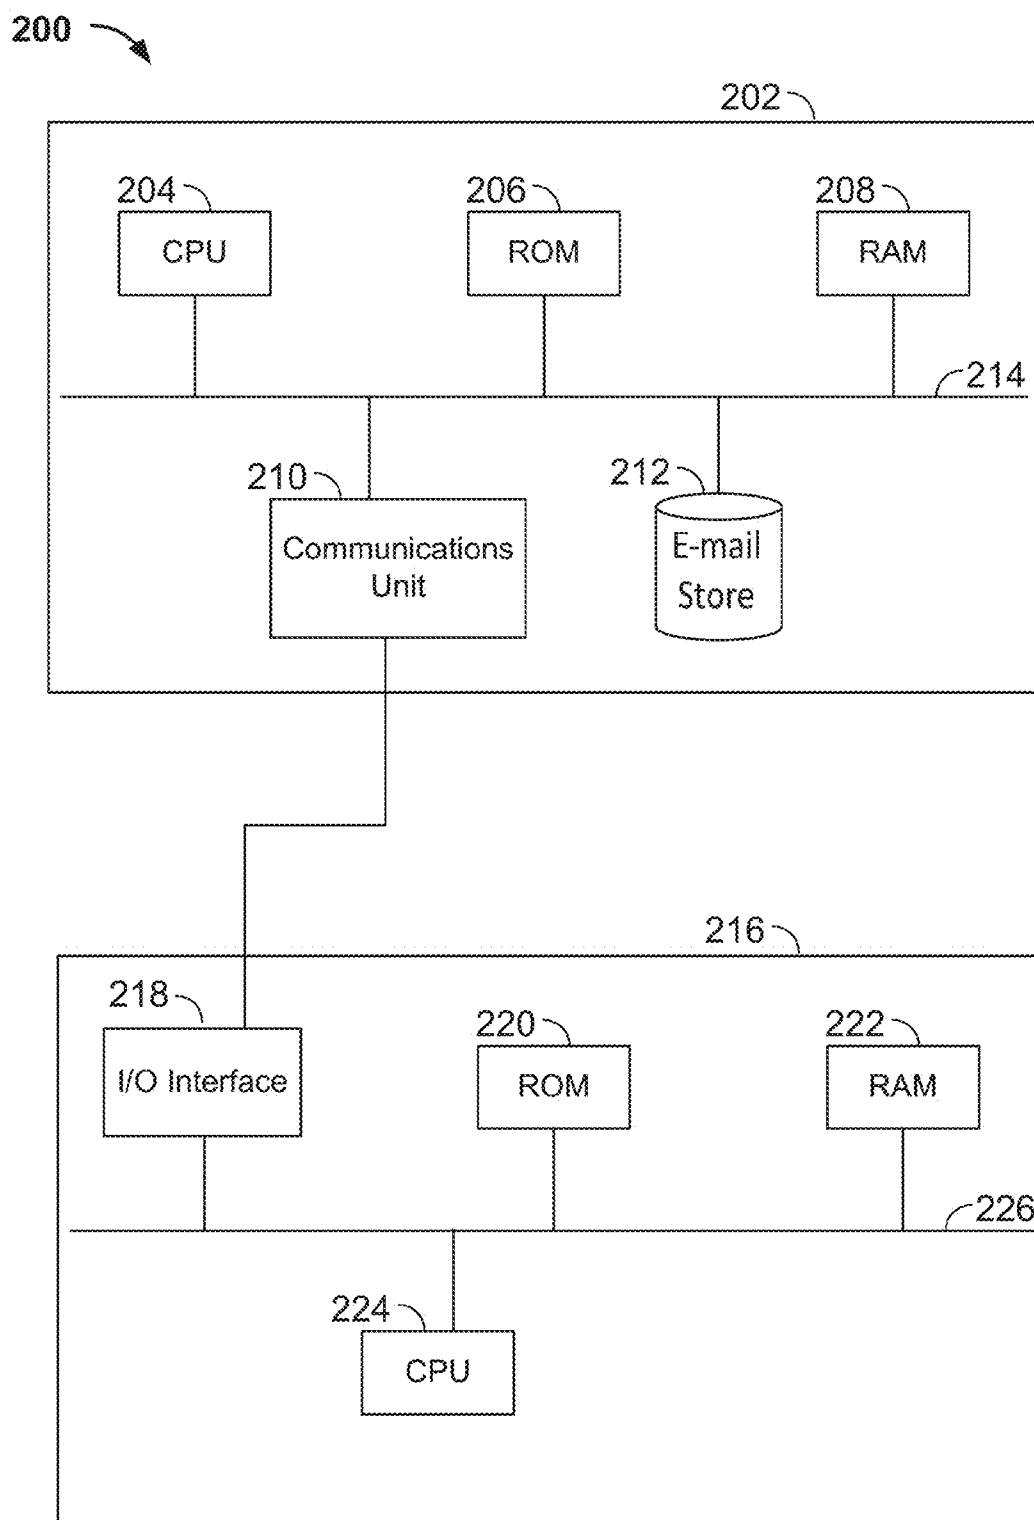 200
202
204
206
208
CPU
ROM
RAM
214
210
212
Communications
Unit
E-mail
Store
216
218
220
222
I/O Interface
ROM
RAM
226
224
CPU